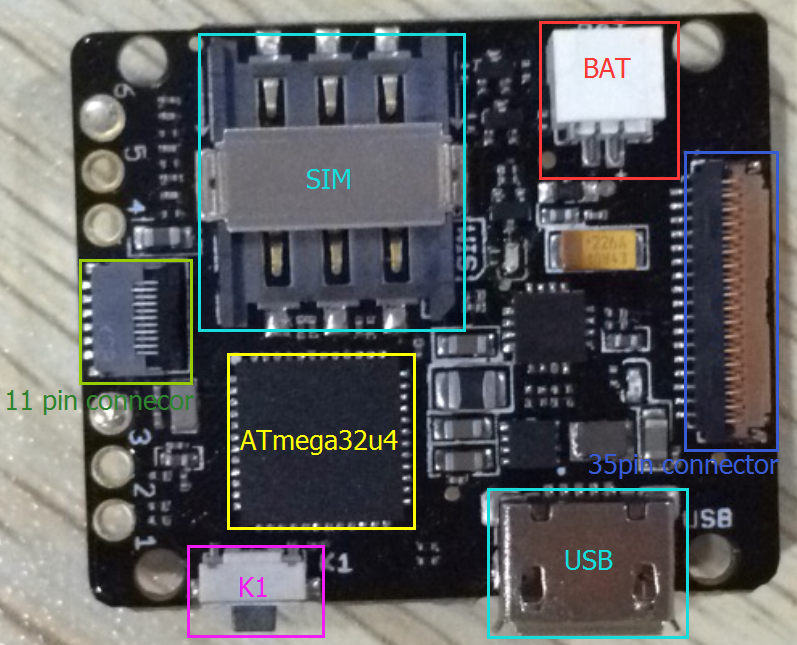 BAT
6
SIM
5
4
226A
11 pin connecor
ATmega32u4
3
35pin connector
2
USB
USB
1
K1
K1